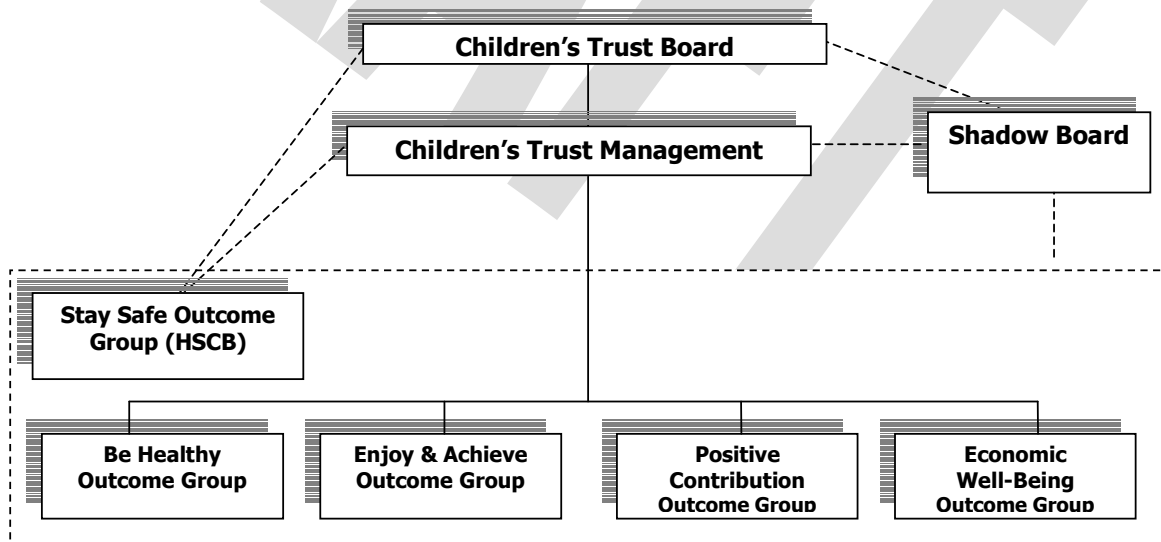 Children's Trust Board
Children's Trust Management
Shadow Board
Stay Safe Outcome
Group (HSCB)
Be Healthy
Outcome Group
Enjoy & Achieve
Outcome Group
Positive
Contribution
Outcome Group
Economic
Well-Being
Outcome Group